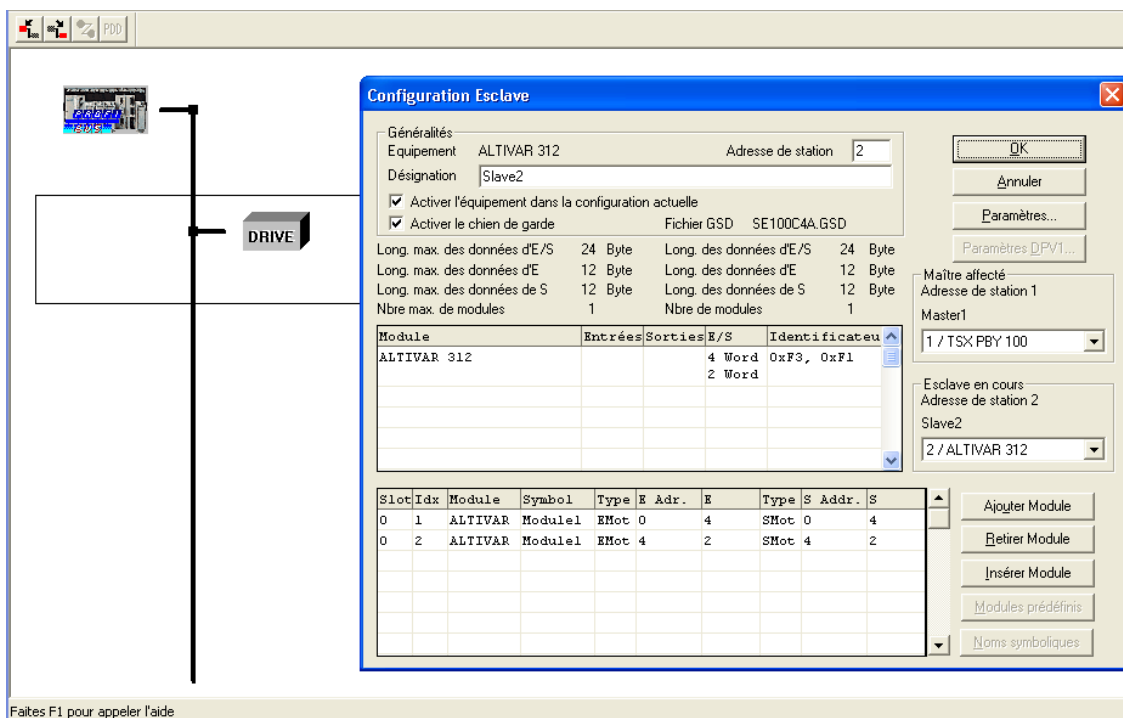 PDD
PROFI
BUS
DRIVE
Configuration Esclave
Généralités
Equipement ALTIVAR 312 Adresse de station 2
Désignation Slave2
Activer l'équipement dans la configuration actuelle
Activer le chien de garde Fichier GSD SE100C4A.GSD
Long. max. des données d'E/S 24 Byte Long. des données d'E/S 24 Byte
Long. max. des données d'E 12 Byte Long. des données d'E 12 Byte
Long. max. des données de S 12 Byte Long. des données de S 12 Byte
Nbre max. de modules 1 Nbre de modules 1
Module Entrées Sorties E/S Identificateu
ALTIVAR 312 4 Word 0xF3, 0xF1
2 Word
Slot Idx Module Symbol Type E Adr. E Type S Addr. S
0 1 ALTIVAR Module1 EMot 0 4 SMot 0 4
0 2 ALTIVAR Module1 EMot 4 2 SMot 4 2
OK
Annuler
Paramètres...
Paramètres DPV1...
Maître affecté
Adresse de station 1
Master1
1 / TSX PBY 100
Esclave en cours
Adresse de station 2
Slave2
2 / ALTIVAR 312
Ajouter Module
Retirer Module
Insérer Module
Modules prédéfinis
Noms symboliques
Faites F1 pour appeler l'aide